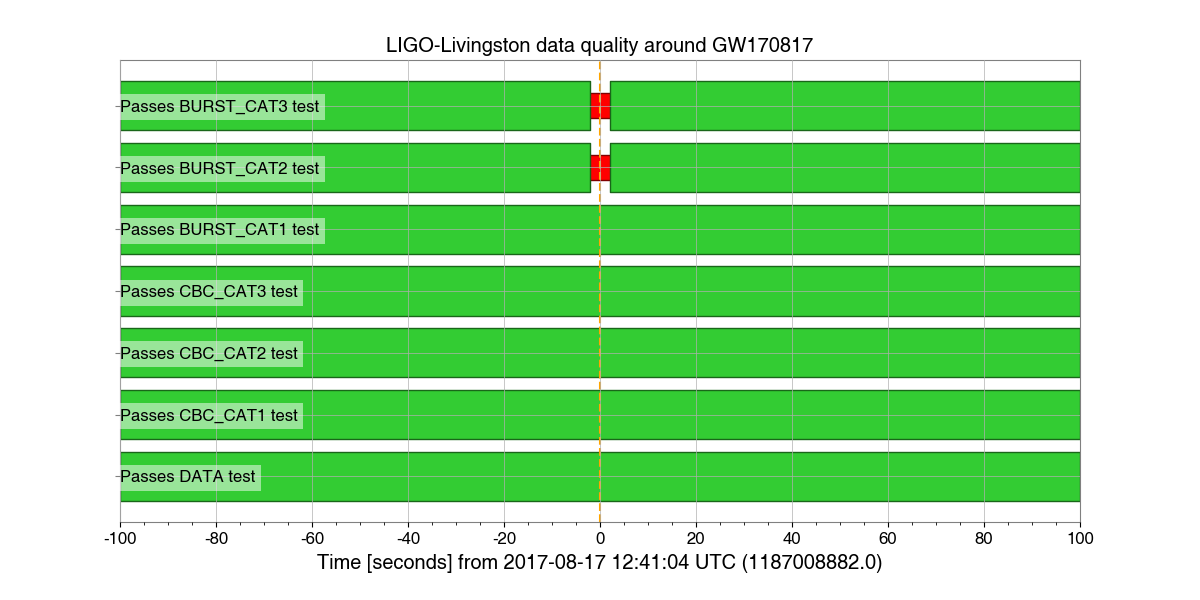 LIGO-Livingston data quality around GW170817
Passes BURST_CAT3 test
Passes BURST_CAT2 test
Passes BURST_CAT1 test
Passes CBC_CAT3 test
Passes CBC_CAT2 test
Passes CBC_CAT1 test
Passes DATA test
-100 -80 -60 -40 -20 0 20 40 60 80 100
Time [seconds] from 2017-08-17 12:41:04 UTC (1187008882.0)